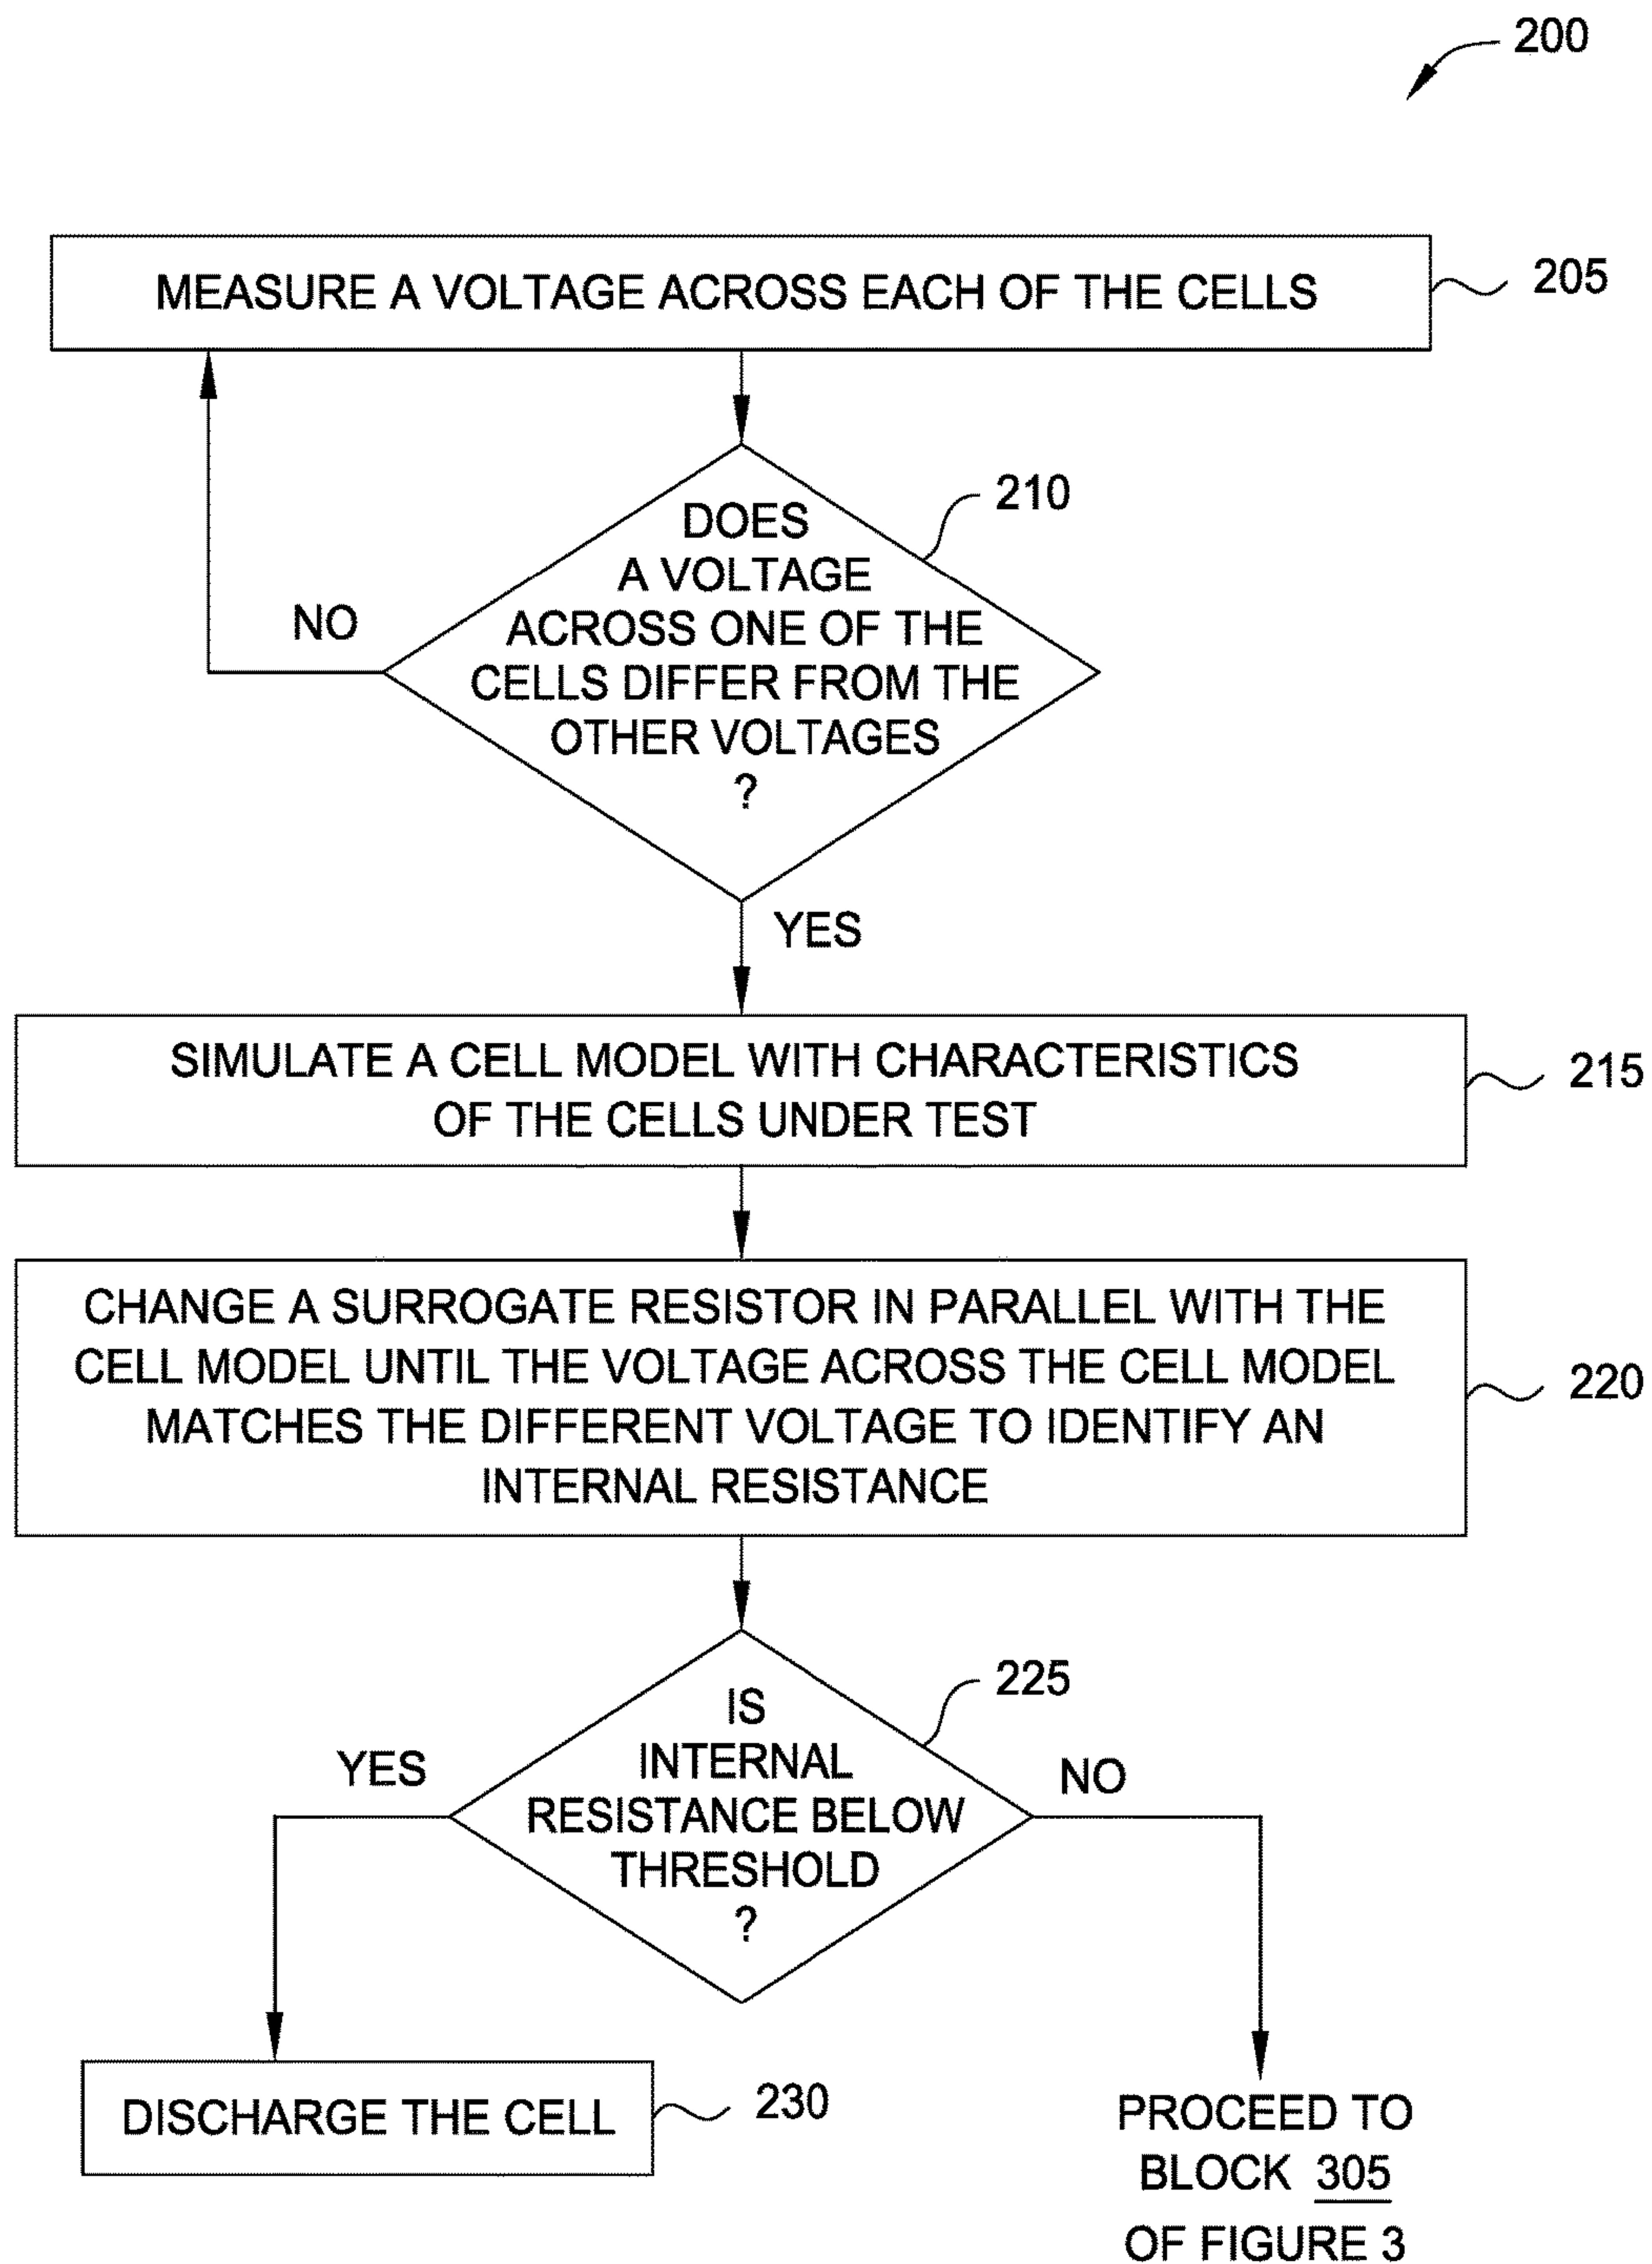 200
MEASURE A VOLTAGE ACROSS EACH OF THE CELLS
205
210
DOES
A VOLTAGE
ACROSS ONE OF THE
CELLS DIFFER FROM THE
OTHER VOLTAGES
?
NO
YES
SIMULATE A CELL MODEL WITH CHARACTERISTICS
OF THE CELLS UNDER TEST
215
CHANGE A SURROGATE RESISTOR IN PARALLEL WITH THE
CELL MODEL UNTIL THE VOLTAGE ACROSS THE CELL MODEL
MATCHES THE DIFFERENT VOLTAGE TO IDENTIFY AN
INTERNAL RESISTANCE
220
225
IS
INTERNAL
RESISTANCE BELOW
THRESHOLD
?
YES
NO
DISCHARGE THE CELL
230
PROCEED TO
BLOCK 305
OF FIGURE 3